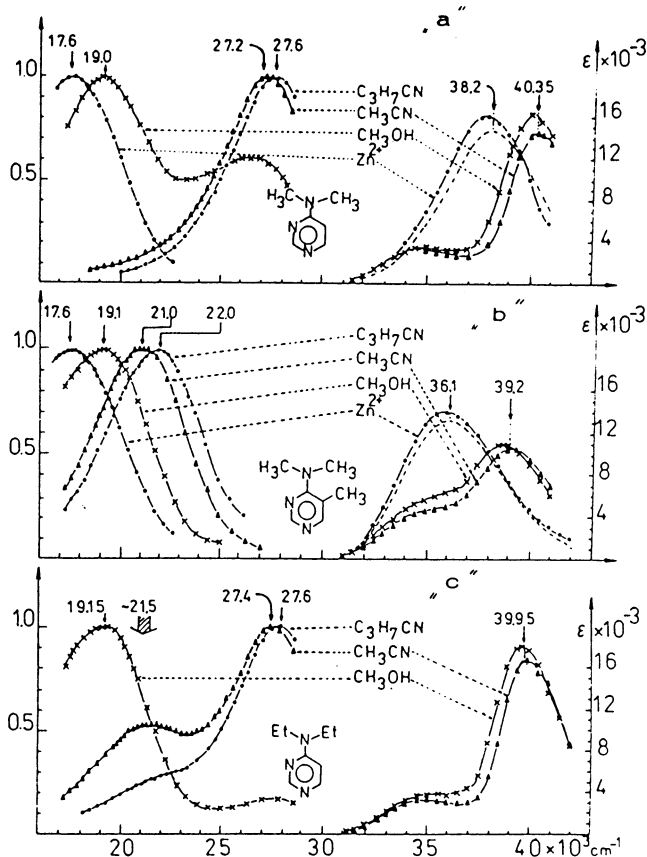 „a“
17.6
19.0
27.2
27.6
38.2
40.35
ε ×10⁻³
1.0
0.5
C₃H₇CN
CH₃CN
CH₃OH
Zn²⁺
16
12
8
4
H₃C N CH₃
N
N
„b“
17.6
19.1
21.0
22.0
36.1
39.2
ε ×10⁻³
1.0
0.5
C₃H₇CN
CH₃CN
CH₃OH
Zn²⁺
16
12
8
4
H₃C N CH₃
N CH₃
N
„c“
19.15
~21.5
27.4
27.6
39.95
ε ×10⁻³
1.0
0.5
C₃H₇CN
CH₃CN
CH₃OH
16
12
8
4
Et N Et
N
N
20
25
30
35
40 ×10³ cm⁻¹